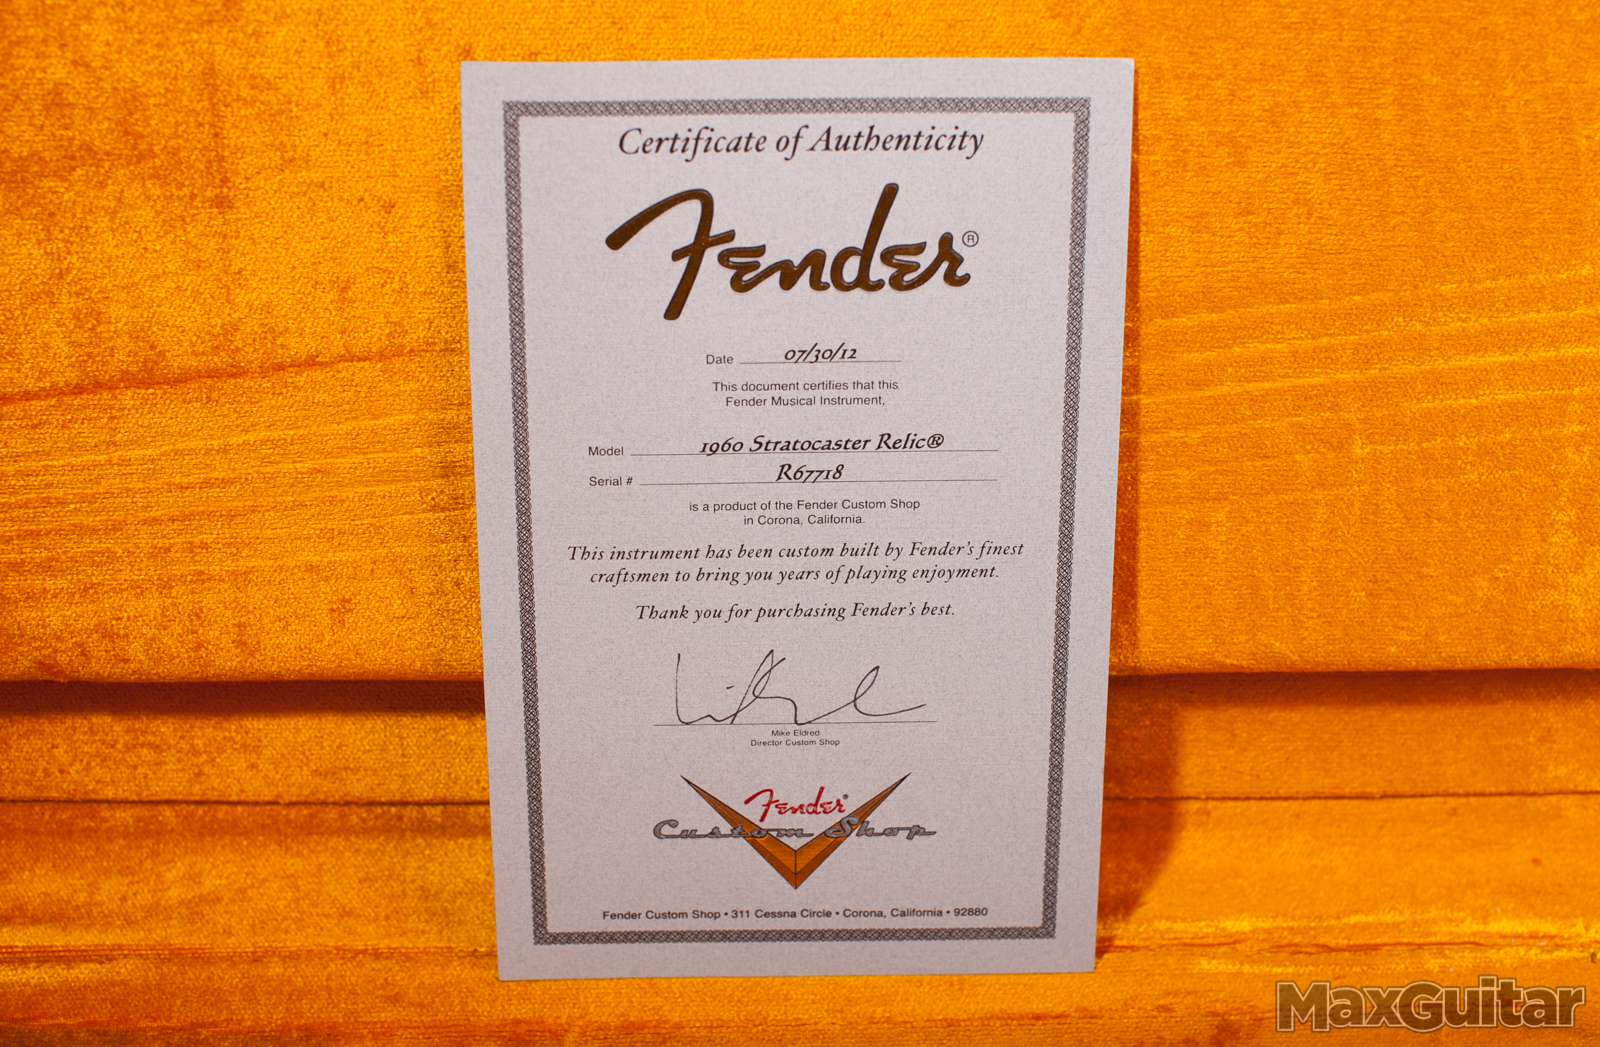 Certificate of Authenticity
Fender®
Date 07/30/12
This document certifies that this
Fender Musical Instrument,
Model 1960 Stratocaster Relic®
Serial # R67718
is a product of the Fender Custom Shop
in Corona, California.
This instrument has been custom built by Fender's finest
craftsmen to bring you years of playing enjoyment.
Thank you for purchasing Fender's best.
Mike Eldred
Director Custom Shop
Fender®
Custom Shop
Fender Custom Shop • 311 Cessna Circle • Corona, California • 92880
MaxGuitar